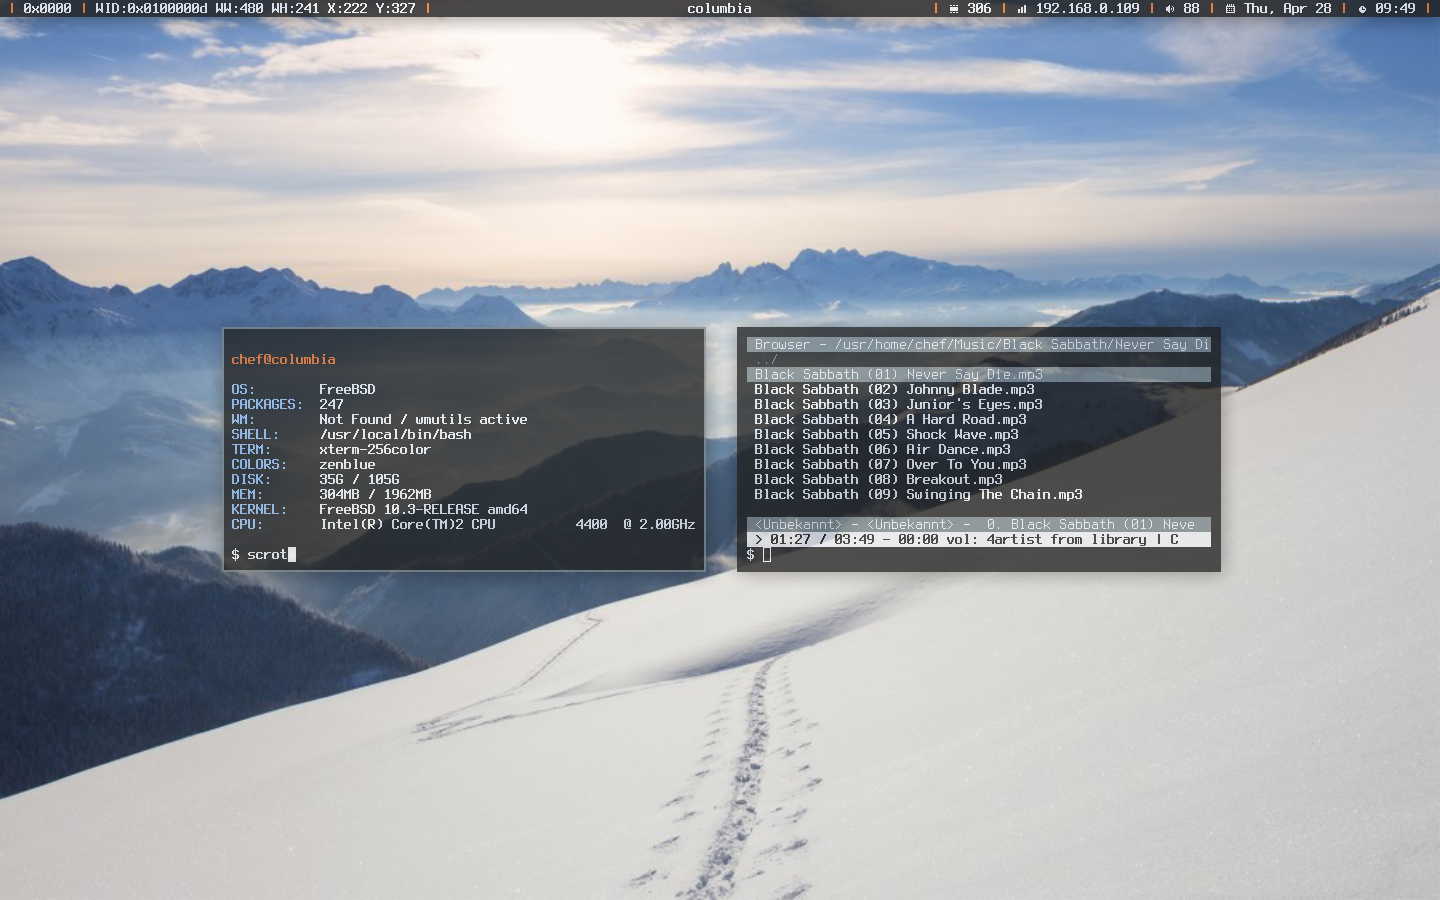 | 0x0000 | WID:0x0100000d WW:480 WH:241 X:222 Y:327 |
columbia
| 306 | 192.168.0.109 | 88 | Thu, Apr 28 | 09:49 |
chef@columbia
OS: FreeBSD
PACKAGES: 247
WM: Not Found / wmutils active
SHELL: /usr/local/bin/bash
TERM: xterm-256color
COLORS: zenblue
DISK: 35G / 105G
MEM: 304MB / 1962MB
KERNEL: FreeBSD 10.3-RELEASE amd64
CPU: Intel(R) Core(TM)2 CPU 4400 @ 2.00GHz
$ scrot
Browser - /usr/home/chef/Music/Black Sabbath/Never Say Di
../
Black Sabbath (01) Never Say Die.mp3
Black Sabbath (02) Johnny Blade.mp3
Black Sabbath (03) Junior's Eyes.mp3
Black Sabbath (04) A Hard Road.mp3
Black Sabbath (05) Shock Wave.mp3
Black Sabbath (06) Air Dance.mp3
Black Sabbath (07) Over To You.mp3
Black Sabbath (08) Breakout.mp3
Black Sabbath (09) Swinging The Chain.mp3
<Unbekannt> - <Unbekannt> - 0. Black Sabbath (01) Neve
> 01:27 / 03:49 - 00:00 vol: 4artist from library | C
$